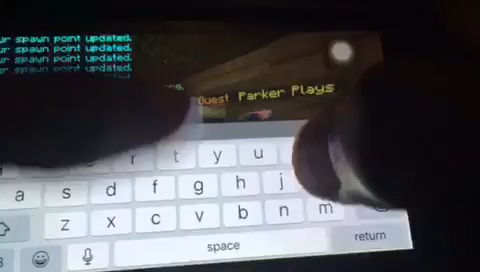 ur spawn point updated.
ur spawn point updated.
ur spawn point updated.
er spawn point updated.
Guest Parker Plays
r t y u
a s d f g h j
z x c v b n m
space return